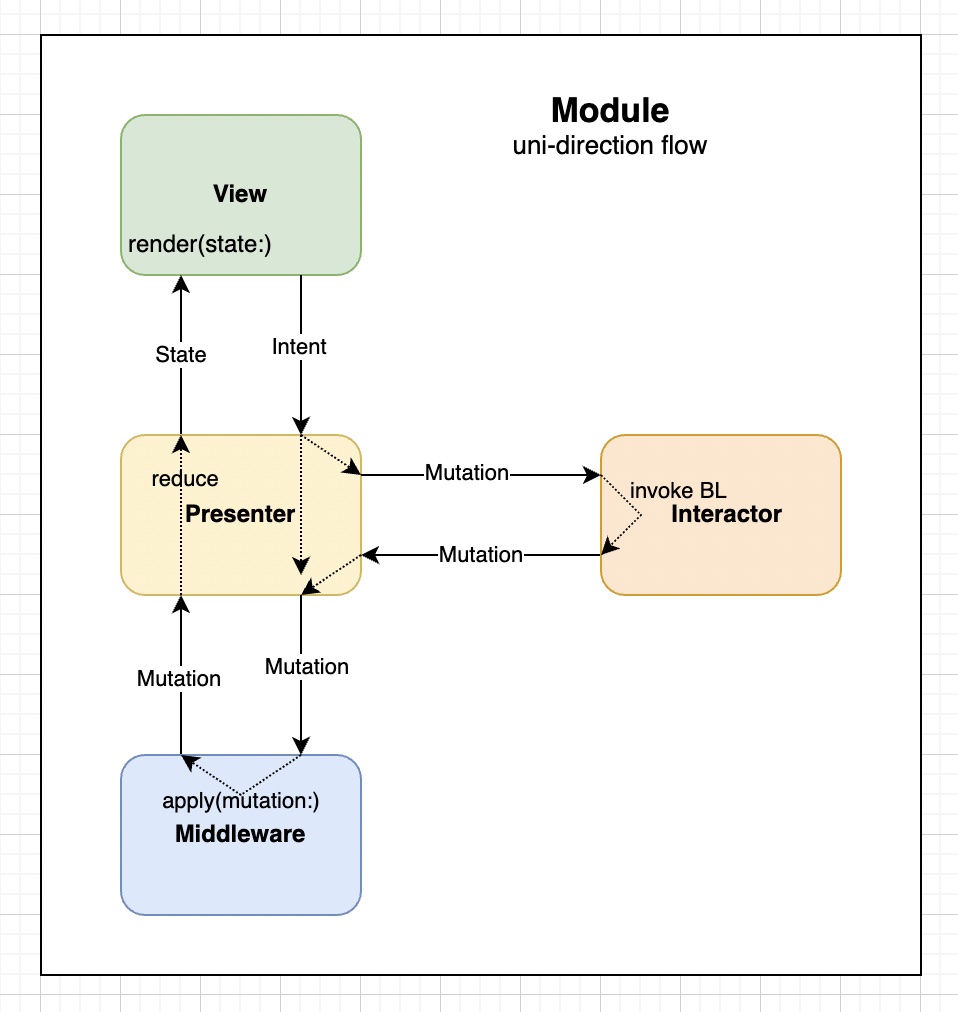 Module
uni-direction flow
View
render(state:)
State
Intent
reduce
Presenter
Mutation
invoke BL
Interactor
Mutation
Mutation
Mutation
apply(mutation:)
Middleware